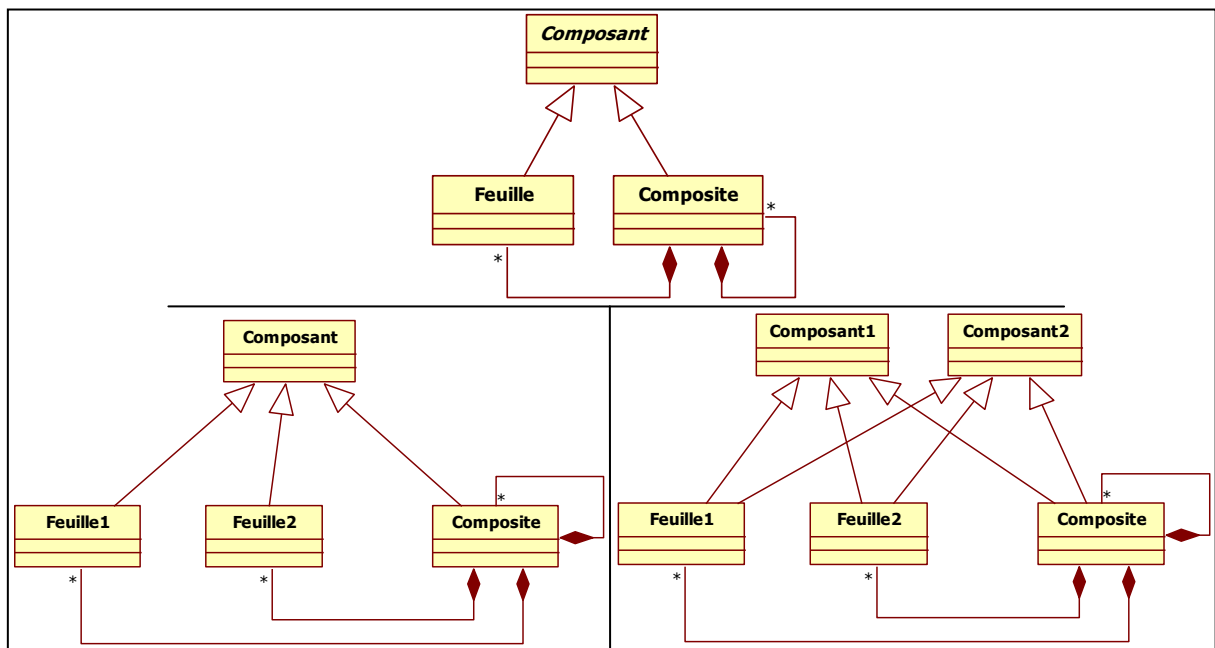 Composant
Feuille
Composite
*
*
Composant
Composant1
Composant2
*
*
Feuille1
Feuille2
Composite
Feuille1
Feuille2
Composite
*
*
*
*